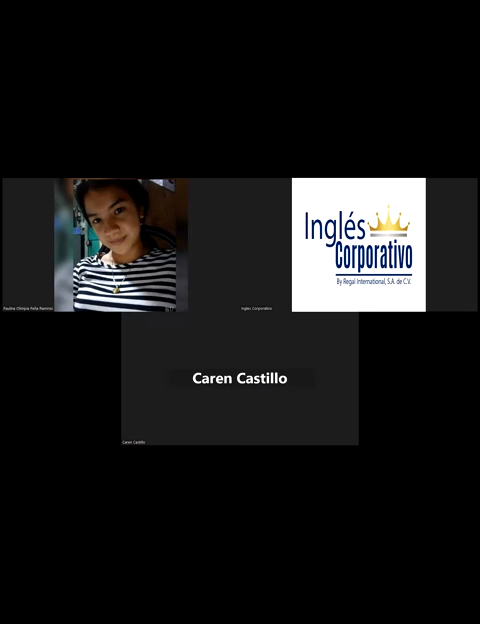 Inglés
Corporativo
By Regal International, S.A. de C.V.
Paulina Olimpia Peña Ramirez
Ingles Corporativo
Caren Castillo
Caren Castillo